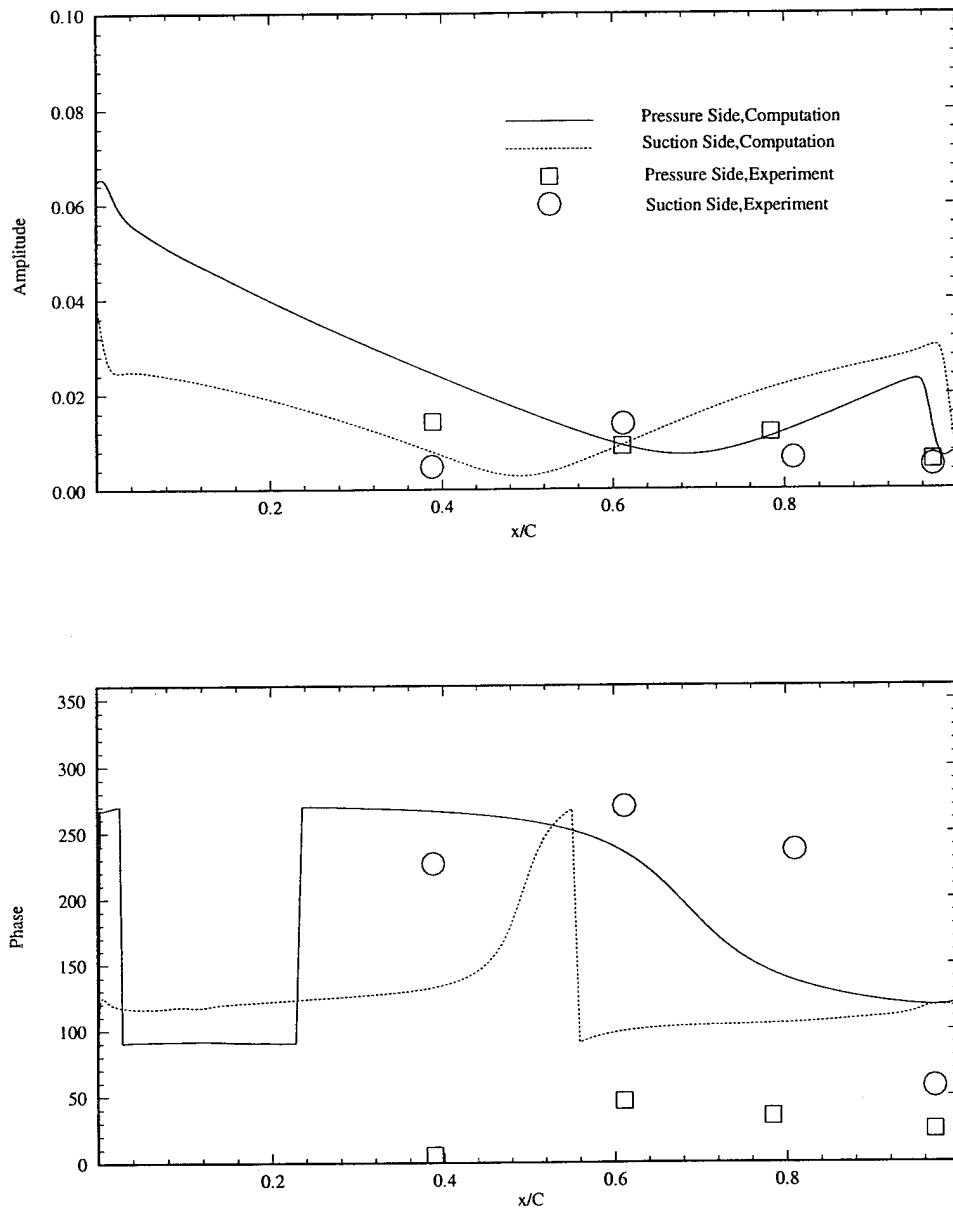 0.10
0.08
0.06
0.04
0.02
0.00
Amplitude
Pressure Side,Computation
Suction Side,Computation
Pressure Side,Experiment
Suction Side,Experiment
0.2
0.4
0.6
0.8
x/C
350
300
250
200
150
100
50
0
Phase
0.2
0.4
0.6
0.8
x/C